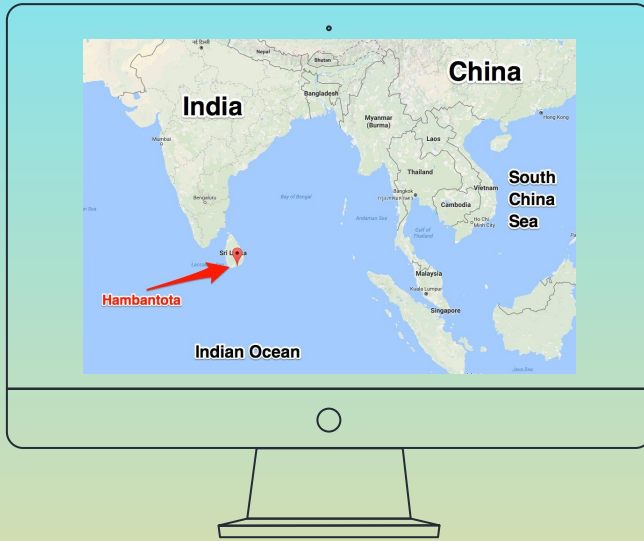 Nepal
Bhutan
China
India
Bangladesh
Hong Kong
Myanmar
(Burma)
Mumbai
Laos
Thailand
South
China
Sea
Bengaluru
Bay of Bengal
Bangkok
Vietnam
Cambodia
Andaman Sea
Ho Chi
Minh City
Gulf of
Thailand
Sri
Malaysia
Kuala Lumpur
Hambantota
Singapore
Indian Ocean
Java Sea